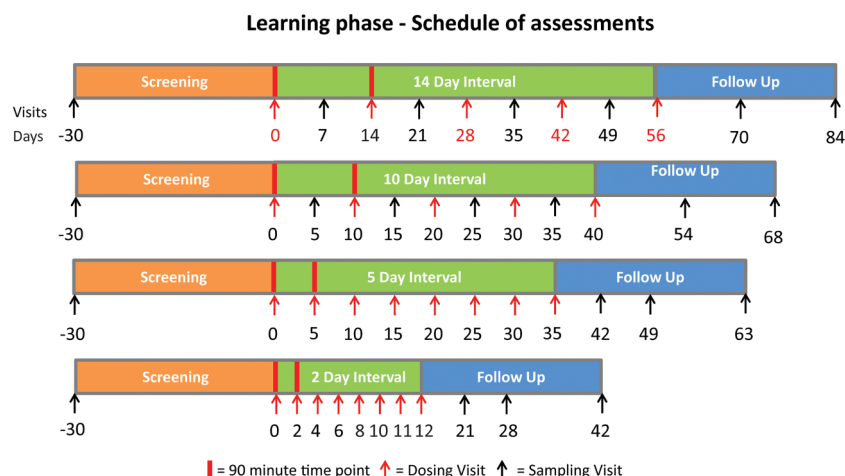 Learning phase - Schedule of assessments
Screening 14 Day Interval Follow Up
Visits
Days -30 0 7 14 21 28 35 42 49 56 70 84
Screening 10 Day Interval Follow Up
-30 0 5 10 15 20 25 30 35 40 54 68
Screening 5 Day Interval Follow Up
-30 0 5 10 15 20 25 30 35 42 49 63
Screening 2 Day Interval Follow Up
-30 0 2 4 6 8 10 11 12 21 28 42
= 90 minute time point = Dosing Visit = Sampling Visit